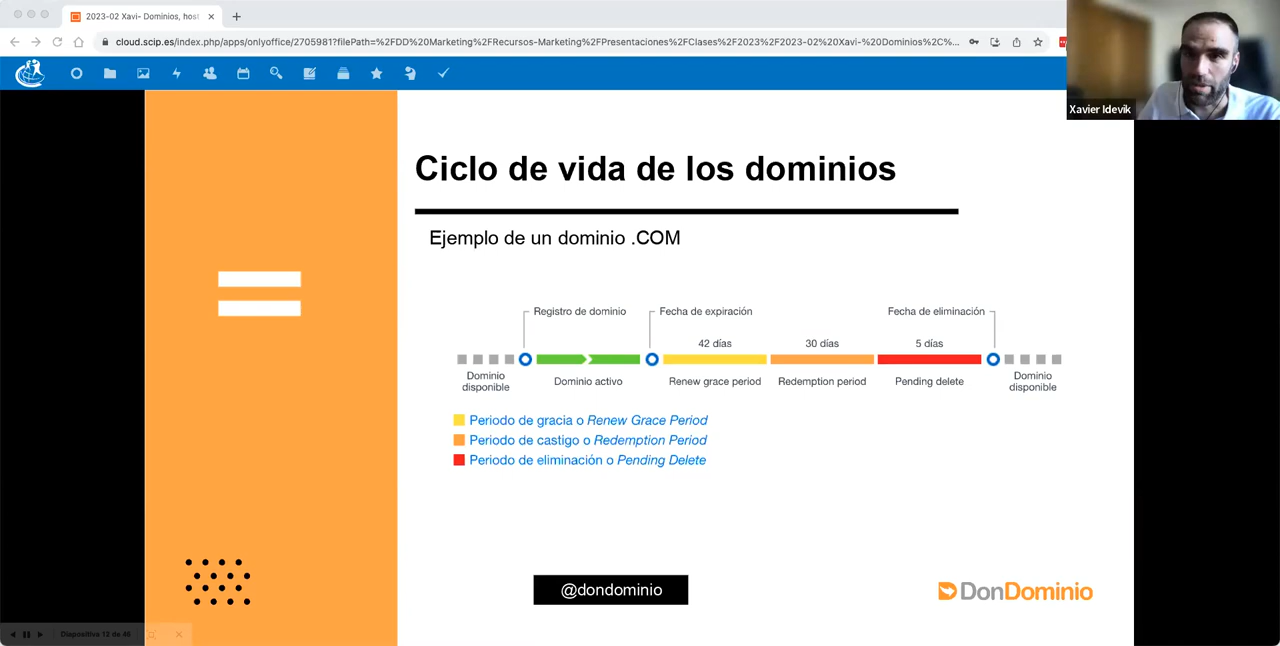 2023-02 Xavi- Dominios, hos
cloud.scip.es/index.php/apps/onlyoffice/2705981?filePath=%2FDD%20Marketing%2FRecursos-Marketing%2FPresentaciones%2FClases%2F2023%2F2023-02%20Xavi-%20Dominios%2C%...
Xavier Idevik
Ciclo de vida de los dominios
Ejemplo de un dominio .COM
Registro de dominio
Fecha de expiración
Fecha de eliminación
42 días
30 días
5 días
Dominio disponible
Dominio activo
Renew grace period
Redemption period
Pending delete
Dominio disponible
Periodo de gracia o Renew Grace Period
Periodo de castigo o Redemption Period
Periodo de eliminación o Pending Delete
@dondominio
DonDominio
Diapositiva 12 de 46